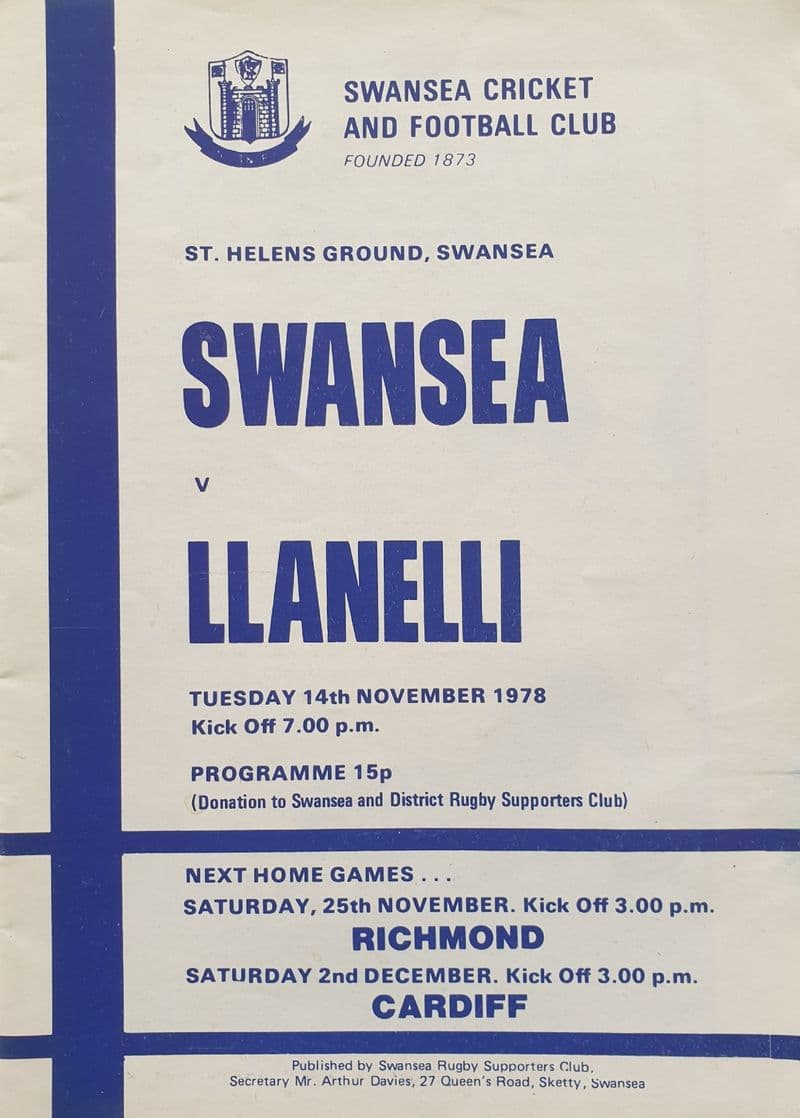 SWANSEA CRICKET
AND FOOTBALL CLUB
FOUNDED 1873
ST. HELENS GROUND, SWANSEA
SWANSEA
v
LLANELLI
TUESDAY 14th NOVEMBER 1978
Kick Off 7.00 p.m.
PROGRAMME 15p
(Donation to Swansea and District Rugby Supporters Club)
NEXT HOME GAMES . . .
SATURDAY, 25th NOVEMBER. Kick Off 3.00 p.m.
RICHMOND
SATURDAY 2nd DECEMBER. Kick Off 3.00 p.m.
CARDIFF
Published by Swansea Rugby Supporters Club,
Secretary Mr. Arthur Davies, 27 Queen's Road, Sketty, Swansea